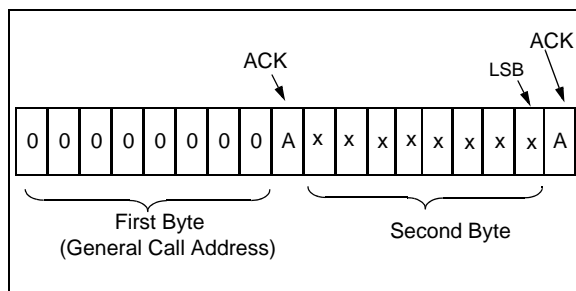 ACK
ACK
LSB
0 0 0 0 0 0 0 0 A x x x x x x x x A
First Byte
(General Call Address)
Second Byte